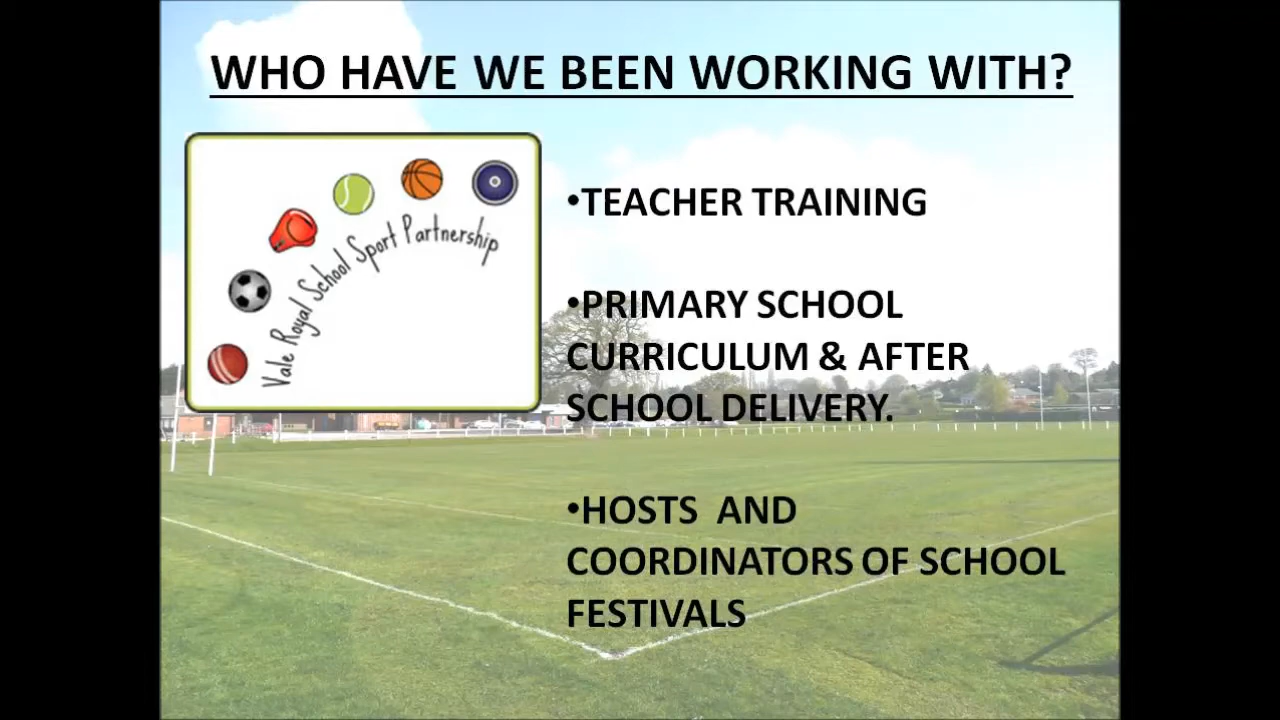 WHO HAVE WE BEEN WORKING WITH?
Vale Royal School Sport Partnership
•TEACHER TRAINING
•PRIMARY SCHOOL
CURRICULUM & AFTER
SCHOOL DELIVERY.
•HOSTS AND
COORDINATORS OF SCHOOL
FESTIVALS